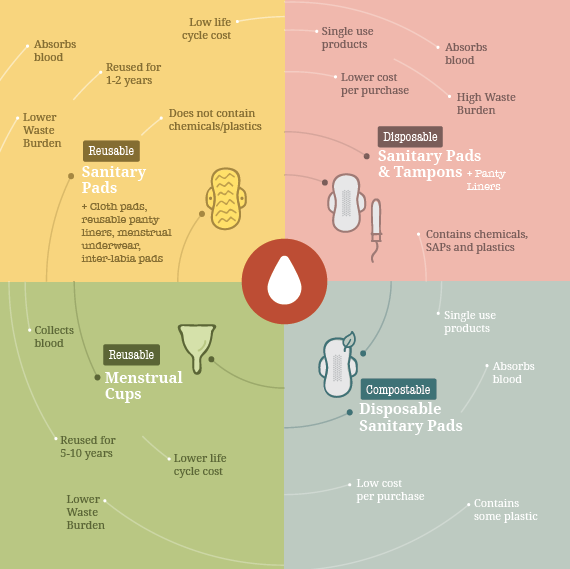 Low life
cycle cost
Absorbs
blood
Reused for
1-2 years
Lower
Waste
Burden
Does not contain
chemicals/plastics
Reusable
Sanitary
Pads
+ Cloth pads,
reusable panty
liners, menstrual
underwear,
inter-labia pads
Single use
products
Absorbs
blood
Lower cost
per purchase
High Waste
Burden
Disposable
Sanitary Pads
& Tampons + Panty
Liners
Contains chemicals,
SAPs and plastics
Collects
blood
Reusable
Menstrual
Cups
Reused for
5-10 years
Lower life
cycle cost
Lower
Waste
Burden
Single use
products
Absorbs
blood
Compostable
Disposable
Sanitary Pads
Low cost
per purchase
Contains
some plastic